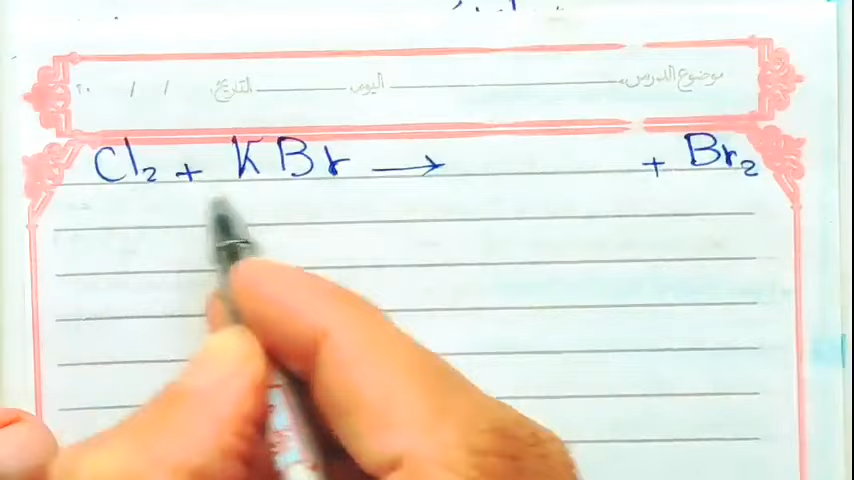 موضوع الدرس: اليوم التاريخ: / / ٢٠
Cl₂ + KBr → + Br₂